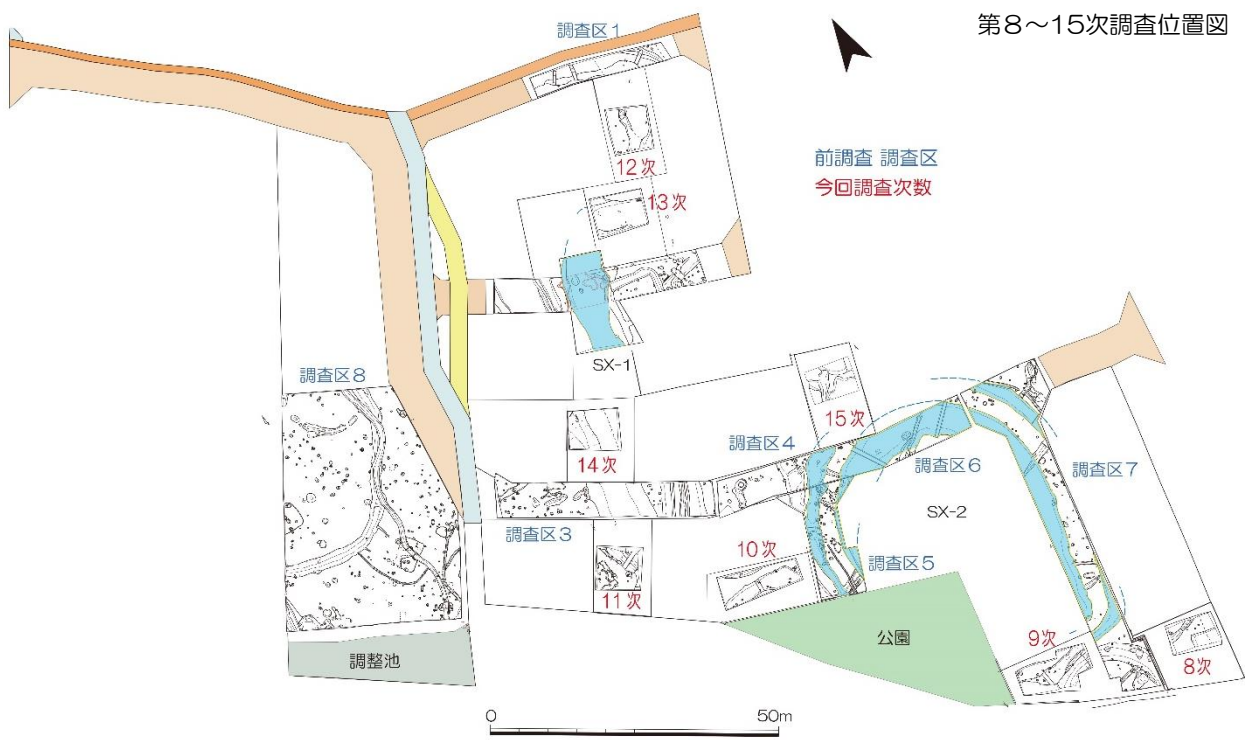 第8～15次調査位置図
調査区1
12次
前調査 調査区
今回調査次数
13次
SX-1
調査区8
15次
調査区4
14次
調査区6
調査区7
SX-2
調査区3
10次
調査区5
11次
公園
9次
8次
調整池
0 50m